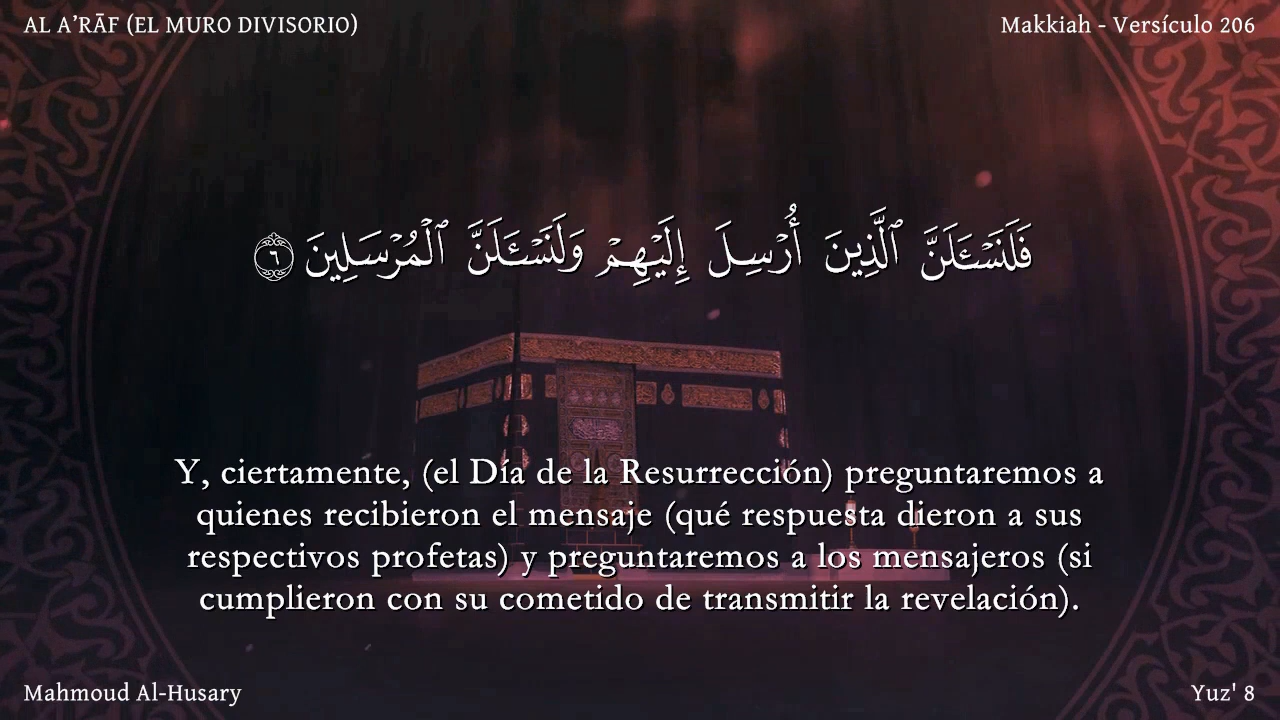 AL A’RĀF (EL MURO DIVISORIO)
Makkiah - Versículo 206
فَلَنَسْـَٔلَنَّ ٱلَّذِينَ أُرْسِلَ إِلَيْهِمْ وَلَنَسْـَٔلَنَّ ٱلْمُرْسَلِينَ ٦
Y, ciertamente, (el Día de la Resurrección) preguntaremos a
quienes recibieron el mensaje (qué respuesta dieron a sus
respectivos profetas) y preguntaremos a los mensajeros (si
cumplieron con su cometido de transmitir la revelación).
Mahmoud Al-Husary
Yuz' 8